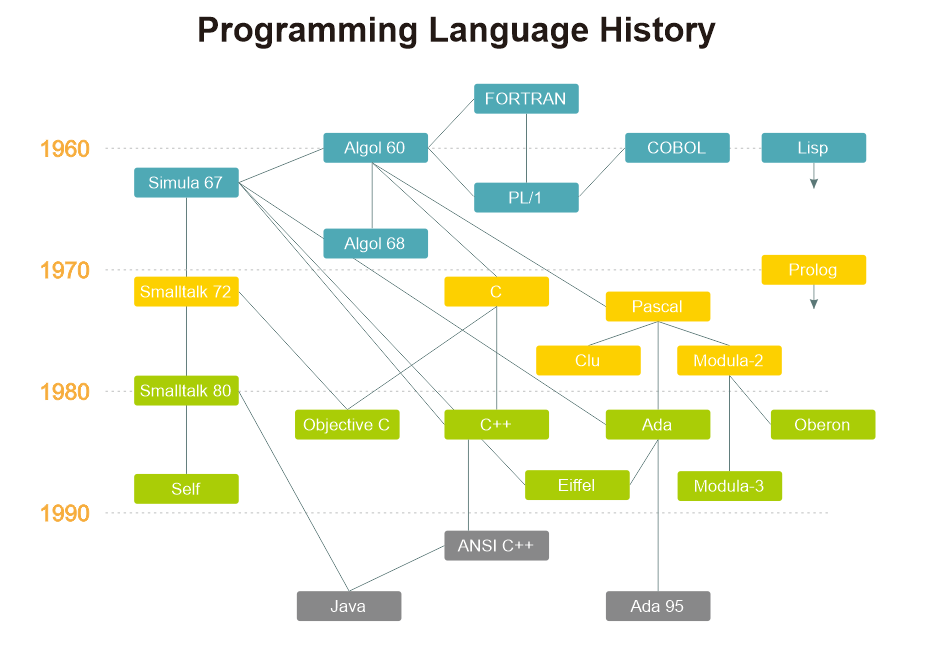 Programming Language History
FORTRAN
1960
Algol 60
COBOL
Lisp
Simula 67
PL/1
Algol 68
1970
Prolog
Smalltalk 72
C
Pascal
Clu
Modula-2
1980
Smalltalk 80
Objective C
C++
Ada
Oberon
Self
Eiffel
Modula-3
1990
ANSI C++
Java
Ada 95